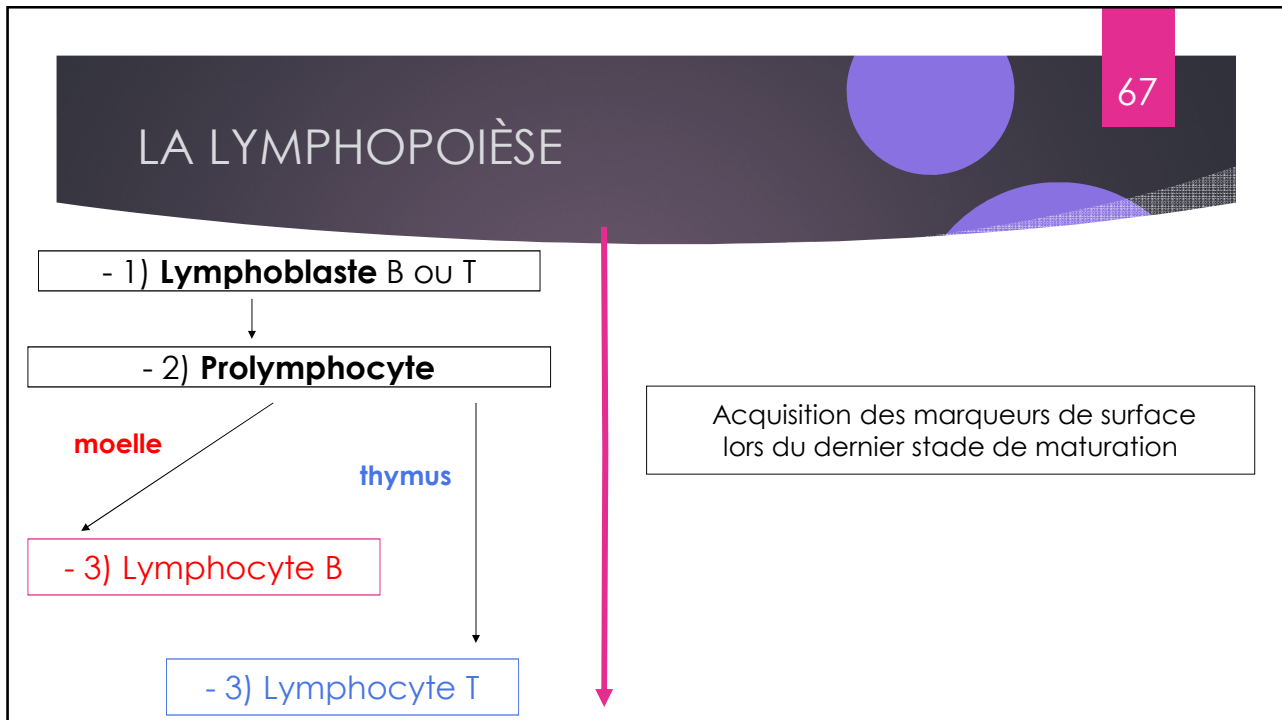 67
LA LYMPHOPOIÈSE
- 1) Lymphoblaste B ou T
- 2) Prolymphocyte
moelle
thymus
Acquisition des marqueurs de surface
lors du dernier stade de maturation
- 3) Lymphocyte B
- 3) Lymphocyte T